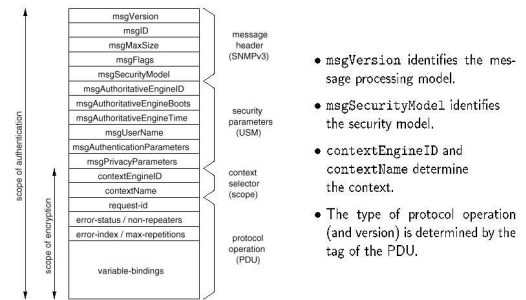 scope of authentication
scope of encryption
msgVersion
msgID
msgMaxSize
msgFlags
msgSecurityModel
msgAuthoritativeEngineID
msgAuthoritativeEngineBoots
msgAuthoritativeEngineTime
msgUserName
msgAuthenticationParameters
msgPrivacyParameters
contextEngineID
contextName
request-id
error-status / non-repeaters
error-index / max-repetitions
variable-bindings
message
header
(SNMPv3)
security
parameters
(USM)
context
selector
(scope)
protocol
operation
(PDU)
• msgVersion identifies the mes-
sage processing model.
• msgSecurityModel identifies
the security model.
• contextEngineID and
contextName determine
the context.
• The type of protocol operation
(and version) is determined by the
tag of the PDU.